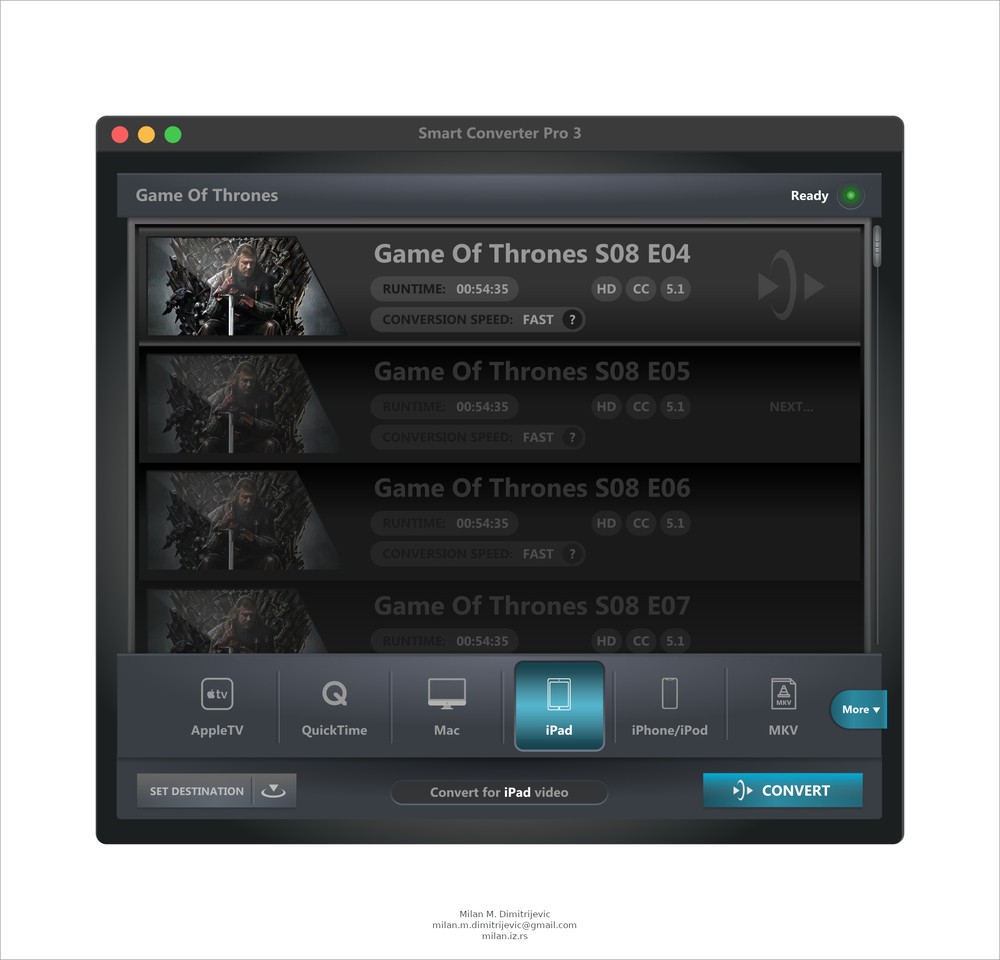 Smart Converter Pro 3
Game Of Thrones
Ready
Game Of Thrones S08 E04
RUNTIME: 00:54:35
HD CC 5.1
CONVERSION SPEED: FAST ?
Game Of Thrones S08 E05
RUNTIME: 00:54:35
HD CC 5.1
NEXT...
CONVERSION SPEED: FAST ?
Game Of Thrones S08 E06
RUNTIME: 00:54:35
HD CC 5.1
CONVERSION SPEED: FAST ?
Game Of Thrones S08 E07
RUNTIME: 00:54:35
HD CC 5.1
tv
MKV
AppleTV
QuickTime
Mac
iPad
iPhone/iPod
MKV
More
SET DESTINATION
Convert for iPad video
CONVERT
Milan M. Dimitrijevic
milan.m.dimitrijevic@gmail.com
milan.iz.rs